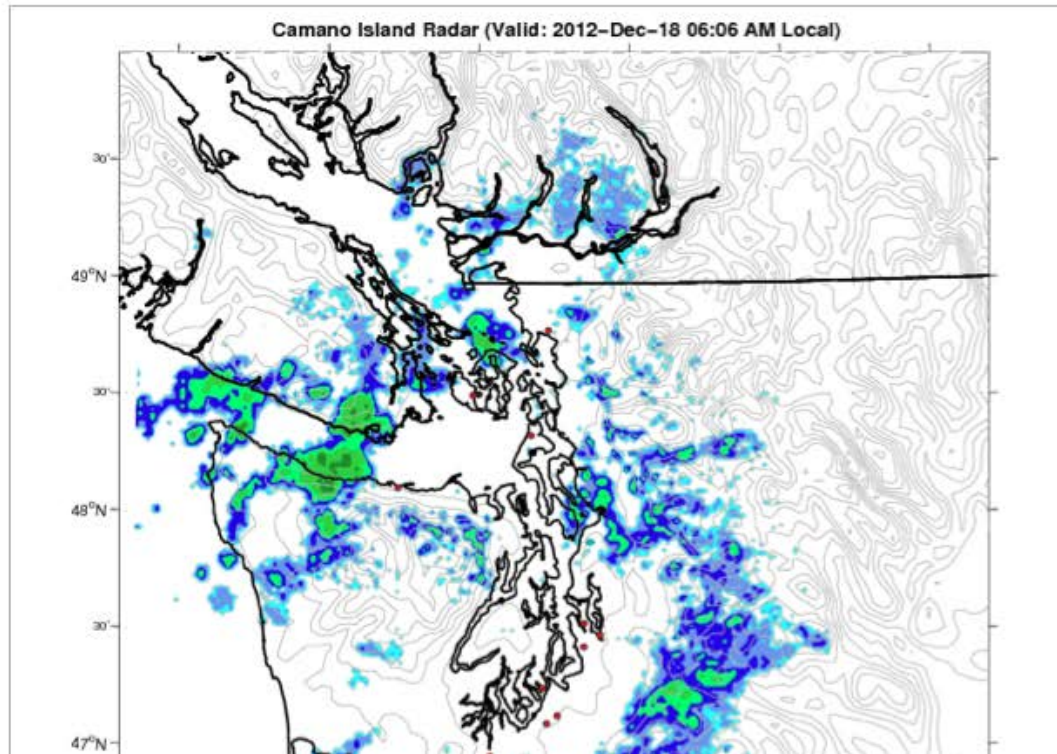 Camano Island Radar (Valid: 2012–Dec–18 06:06 AM Local)
30'
49°N
30'
48°N
30'
47°N